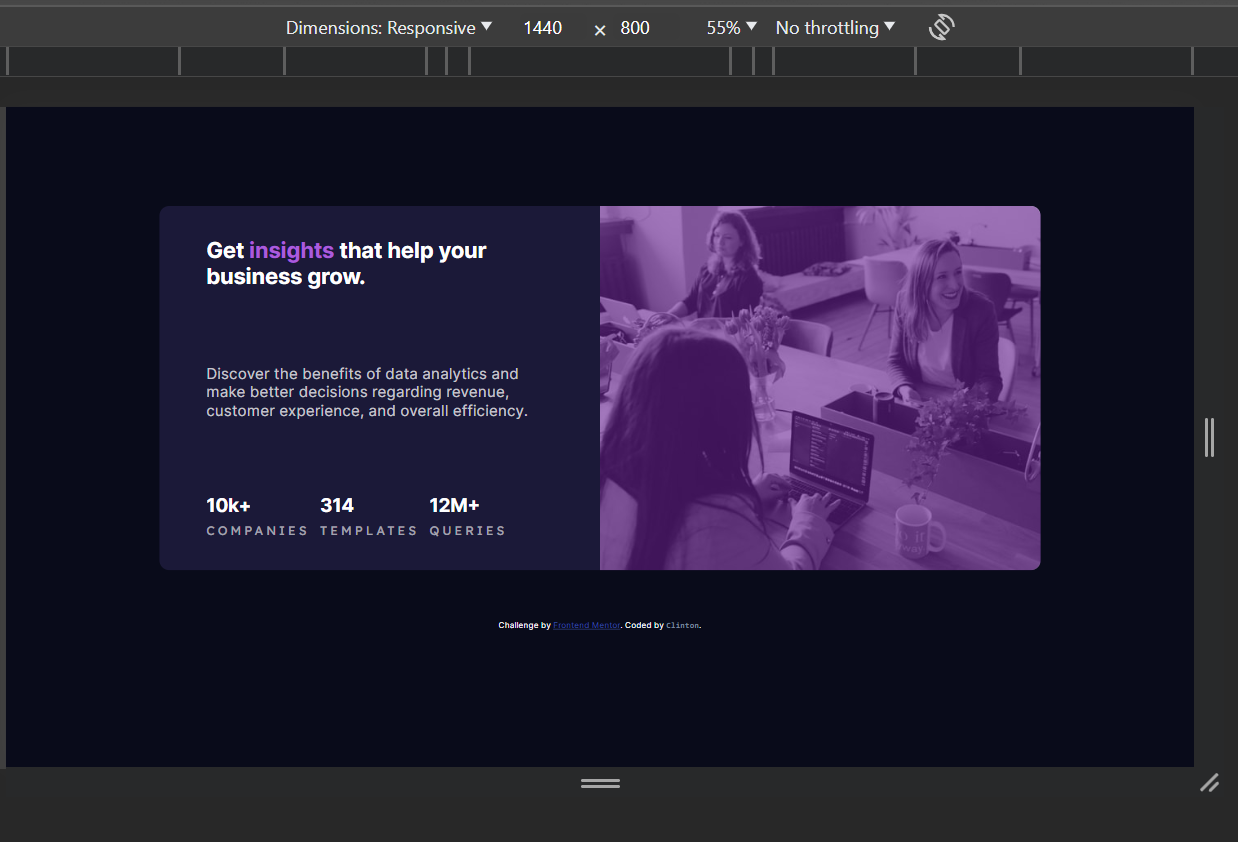 Dimensions: Responsive ▼ 1440 × 800 55% ▼ No throttling ▼
Get insights that help your
business grow.
Discover the benefits of data analytics and
make better decisions regarding revenue,
customer experience, and overall efficiency.
10k+ 314 12M+
COMPANIES TEMPLATES QUERIES
Challenge by Frontend Mentor. Coded by Clinton.